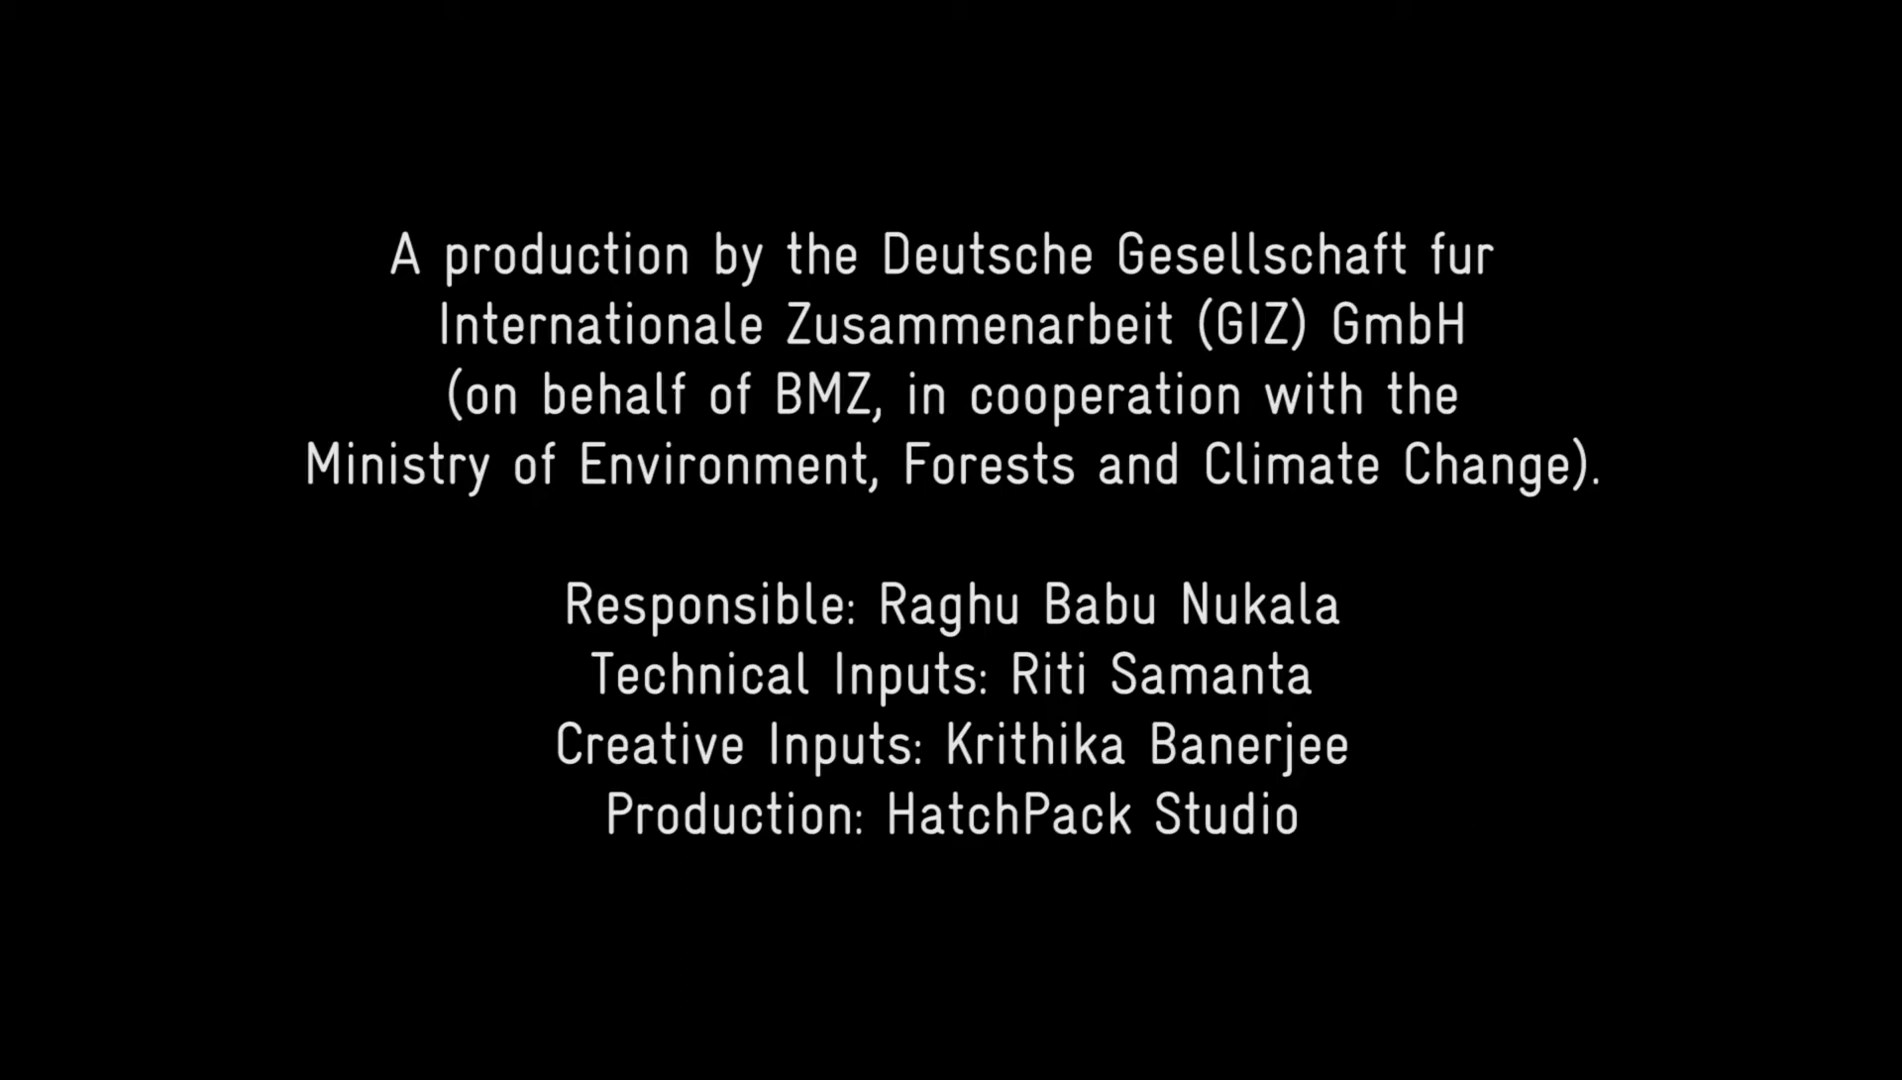 A production by the Deutsche Gesellschaft fur
Internationale Zusammenarbeit (GIZ) GmbH
(on behalf of BMZ, in cooperation with the
Ministry of Environment, Forests and Climate Change).
Responsible: Raghu Babu Nukala
Technical Inputs: Riti Samanta
Creative Inputs: Krithika Banerjee
Production: HatchPack Studio